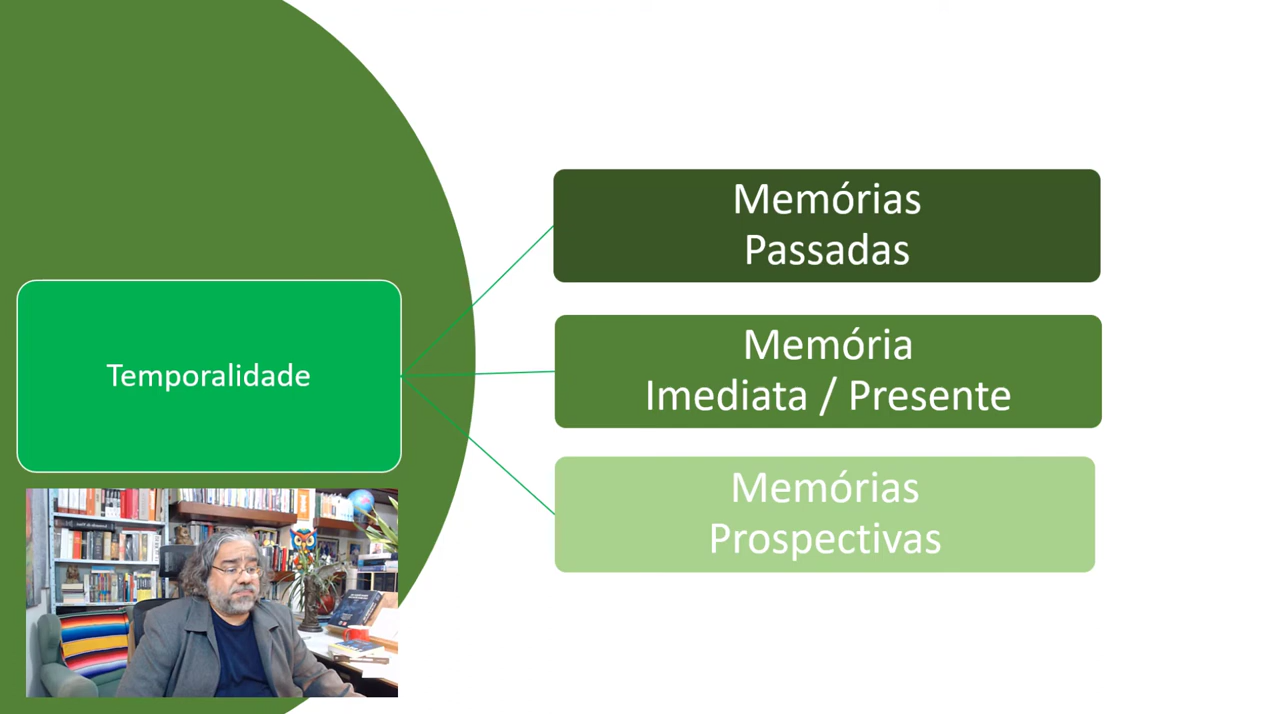 Memórias
Passadas
Temporalidade
Memória
Imediata / Presente
Memórias
Prospectivas